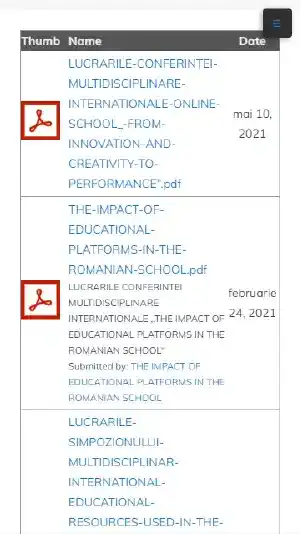 Thumb Name Date
LUCRARILE-CONFERINTEI-
MULTIDISCIPLINARE-
INTERNATIONALE-ONLINE-
SCHOOL_-FROM-
INNOVATION-AND-
CREATIVITY-TO-
PERFORMANCE”.pdf
mai 10,
2021
THE-IMPACT-OF-
EDUCATIONAL-
PLATFORMS-IN-THE-
ROMANIAN-SCHOOL.pdf
LUCRARILE CONFERINTEI
MULTIDISCIPLINARE
INTERNATIONALE „THE IMPACT OF
EDUCATIONAL PLATFORMS IN THE
ROMANIAN SCHOOL”
Submitted by: THE IMPACT OF
EDUCATIONAL PLATFORMS IN THE
ROMANIAN SCHOOL
februarie
24, 2021
LUCRARILE-
SIMPOZIONULUI-
MULTIDISCIPLINAR-
INTERNATIONAL-
EDUCATIONAL-
RESOURCES-USED-IN-THE-